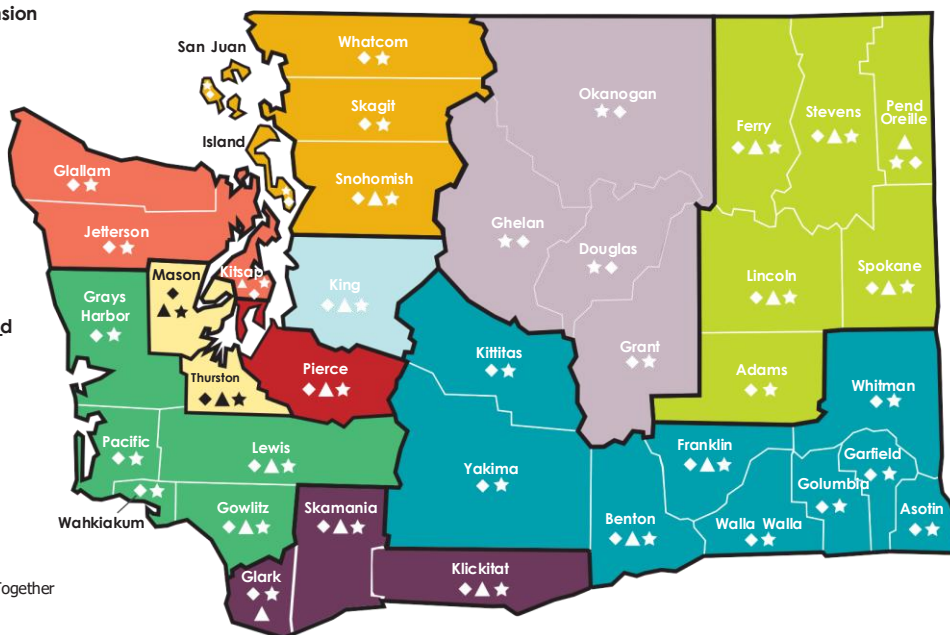 nsion
San Juan
Whatcom
Skagit
Island
Snohomish
Okanogan
Ferry
Stevens
Pend
Oreille
Glallam
Jetterson
Ghelan
Douglas
Lincoln
Spokane
Mason
Kitsap
King
Grays
Harbor
d
Kittitas
Grant
Adams
Thurston
Pierce
Whitman
Pacific
Lewis
Yakima
Franklin
Garfield
Golumbia
Wahkiakum
Gowlitz
Skamania
Benton
Walla Walla
Asotin
Glark
Klickitat
Together